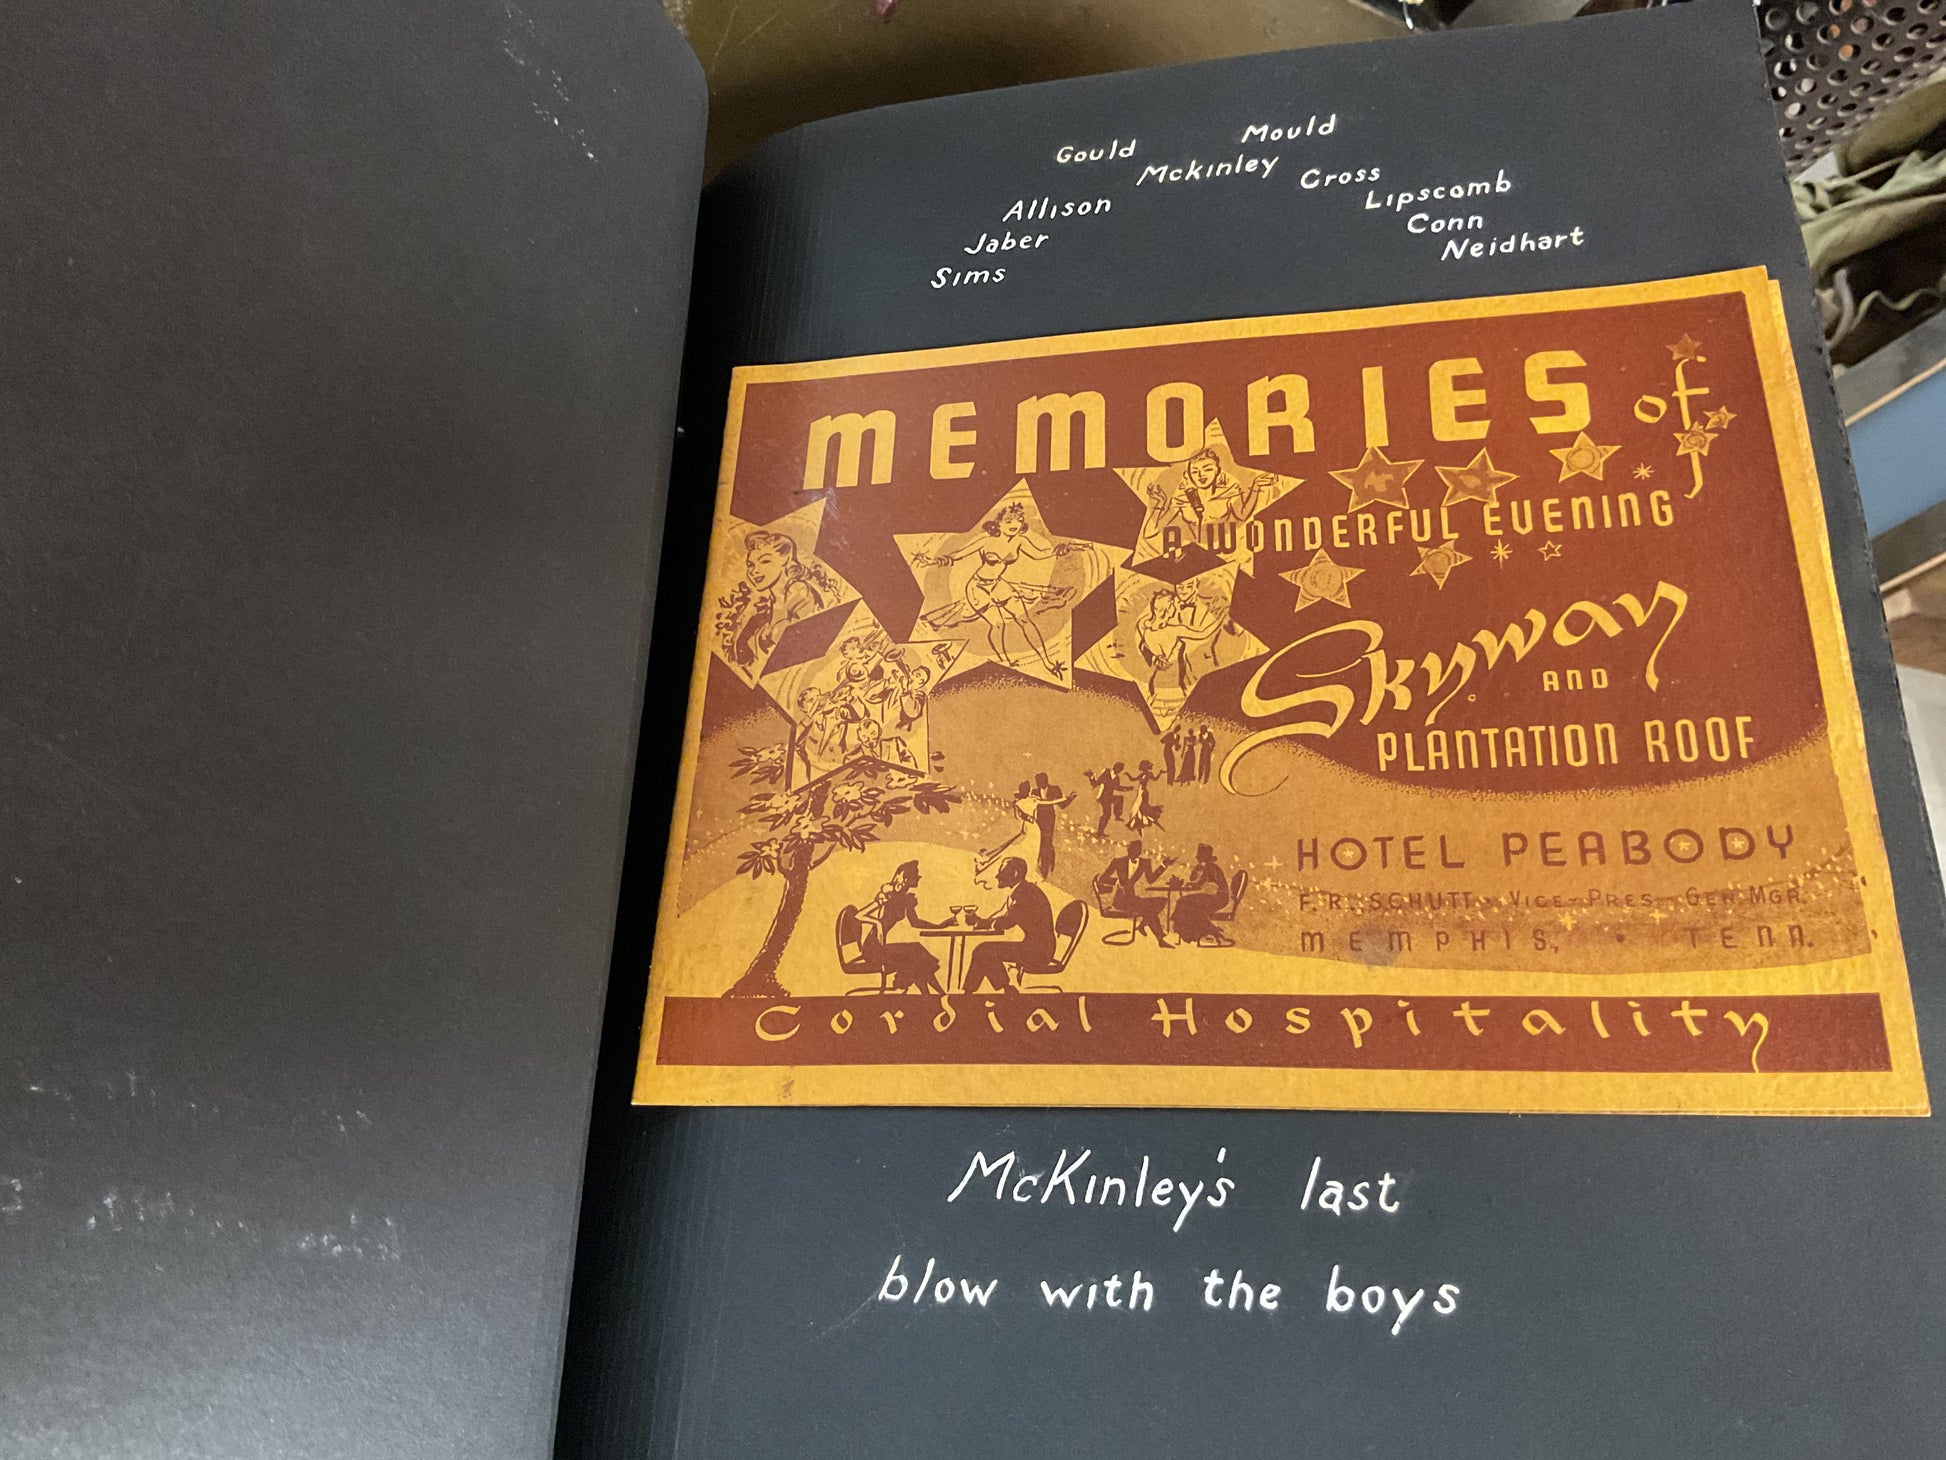 Gould Mould
Mckinley Cross
Allison Lipscomb
Jaber Conn
Sims Neidhart
MEMORIES of
A WONDERFUL EVENING
Skyway
AND
PLANTATION ROOF
HOTEL PEABODY
F. R. SCHUTT - VICE-PRES - GEN. MGR.
MEMPHIS, • TENN.
Cordial Hospitality
McKinley's last
blow with the boys